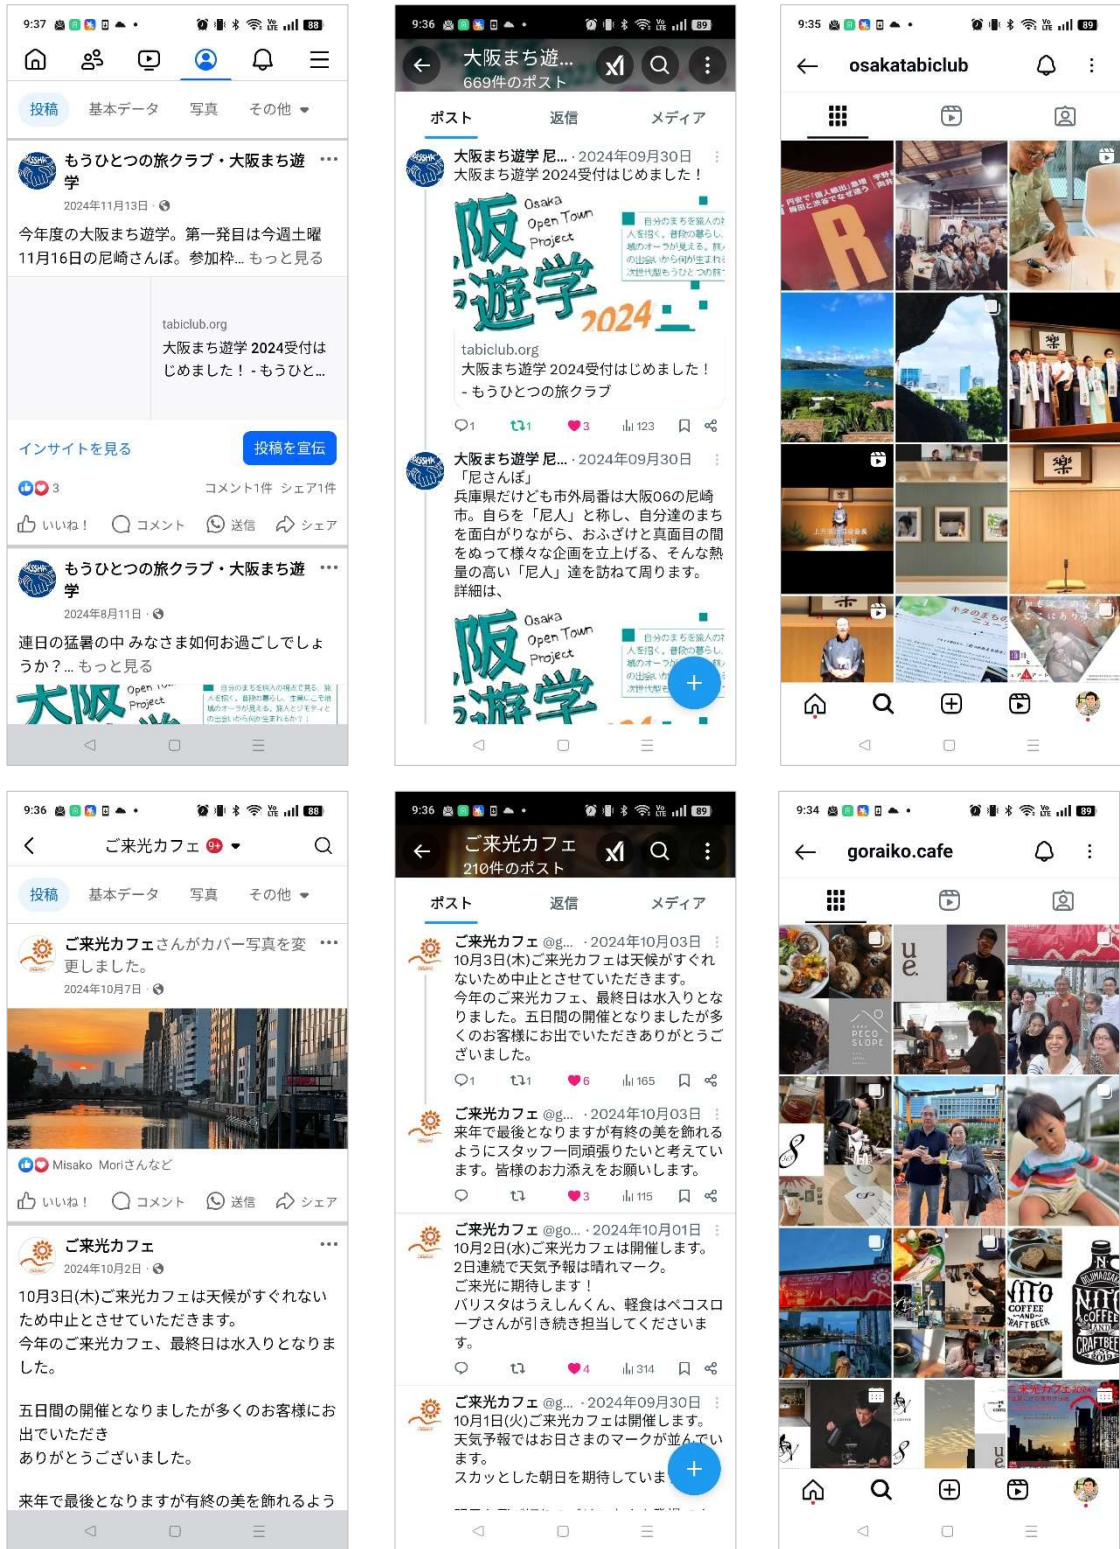 9:37
88
投稿
基本データ
写真
その他
もうひとつの旅クラブ・大阪まち遊
学
2024年11月13日
今年度の大阪まち遊学。第一発目は今週土曜
11月16日の尼崎さんぽ。参加枠... もっと見る
tabiclub.org
大阪まち遊学 2024受付は
じめました！ - もうひと...
インサイトを見る
投稿を宣伝
3
コメント1件 シェア1件
いいね！
コメント
送信
シェア
もうひとつの旅クラブ・大阪まち遊
学
2024年8月11日
連日の猛暑の中 みなさま如何お過ごしでしょ
うか？... もっと見る
大阪
Project
9:36
89
大阪まち遊...
669件のポスト
ポスト
返信
メディア
大阪まち遊学 尼... · 2024年09月30日
大阪まち遊学 2024受付はじめました！
阪
遊学
Osaka
Open Town
Project
2024
tabiclub.org
大阪まち遊学 2024受付はじめました！
- もうひとつの旅クラブ
1
1
3
123
大阪まち遊学 尼... · 2024年09月30日
「尼さんぽ」
兵庫県だけども市外局番は大阪06の尼崎
市。自らを「尼人」と称し、自分達のまち
を面白がりながら、おふざけと真面目の間
をぬって様々な企画を立上げる、そんな熱
量の高い「尼人」達を訪ねて周ります。
詳細は、
阪
遊学
Osaka
Open Town
Project
9:35
89
osakatabiclub
R
樂
樂
樂
9:36
88
ご来光カフェ 9+
投稿
基本データ
写真
その他
ご来光カフェさんがカバー写真を変
更しました。
2024年10月7日
Misako Moriさんなど
いいね！
コメント
送信
シェア
ご来光カフェ
2024年10月2日
10月3日(木)ご来光カフェは天候がすぐれない
ため中止とさせていただきます。
今年のご来光カフェ、最終日は水入りとなりま
した。
五日間の開催となりましたが多くのお客様にお
出でいただき
ありがとうございました。
来年で最後となりますが有終の美を飾れるよう
9:36
89
ご来光カフェ
210件のポスト
ポスト
返信
メディア
ご来光カフェ @g... · 2024年10月03日
10月3日(木)ご来光カフェは天候がすぐれ
ないため中止とさせていただきます。
今年のご来光カフェ、最終日は水入りとな
りました。五日間の開催となりましたが多
くのお客様にお出でいただきありがとうご
ざいました。
1
1
6
165
ご来光カフェ @g... · 2024年10月03日
来年で最後となりますが有終の美を飾れる
ようにスタッフ一同頑張りたいと考えてい
ます。皆様のお力添えをお願いします。
3
115
ご来光カフェ @go... · 2024年10月01日
10月2日(水)ご来光カフェは開催します。
2日連続で天気予報は晴れマーク。
ご来光に期待します！
バリスタはうえしんくん、軽食はペコスロ
ープさんが引き続き担当してくださいま
す。
4
314
ご来光カフェ @g... · 2024年09月30日
10月1日(火)ご来光カフェは開催します。
天気予報ではお日さまのマークが並んでい
ます。
スカッとした朝日を期待していま
9:34
89
goraiko.cafe
ue.
PECO
SLOPE
8
NITO
COFFEE
AND
CRAFT BEER
NITO
COFFEE
AND
CRAFTBEER
8